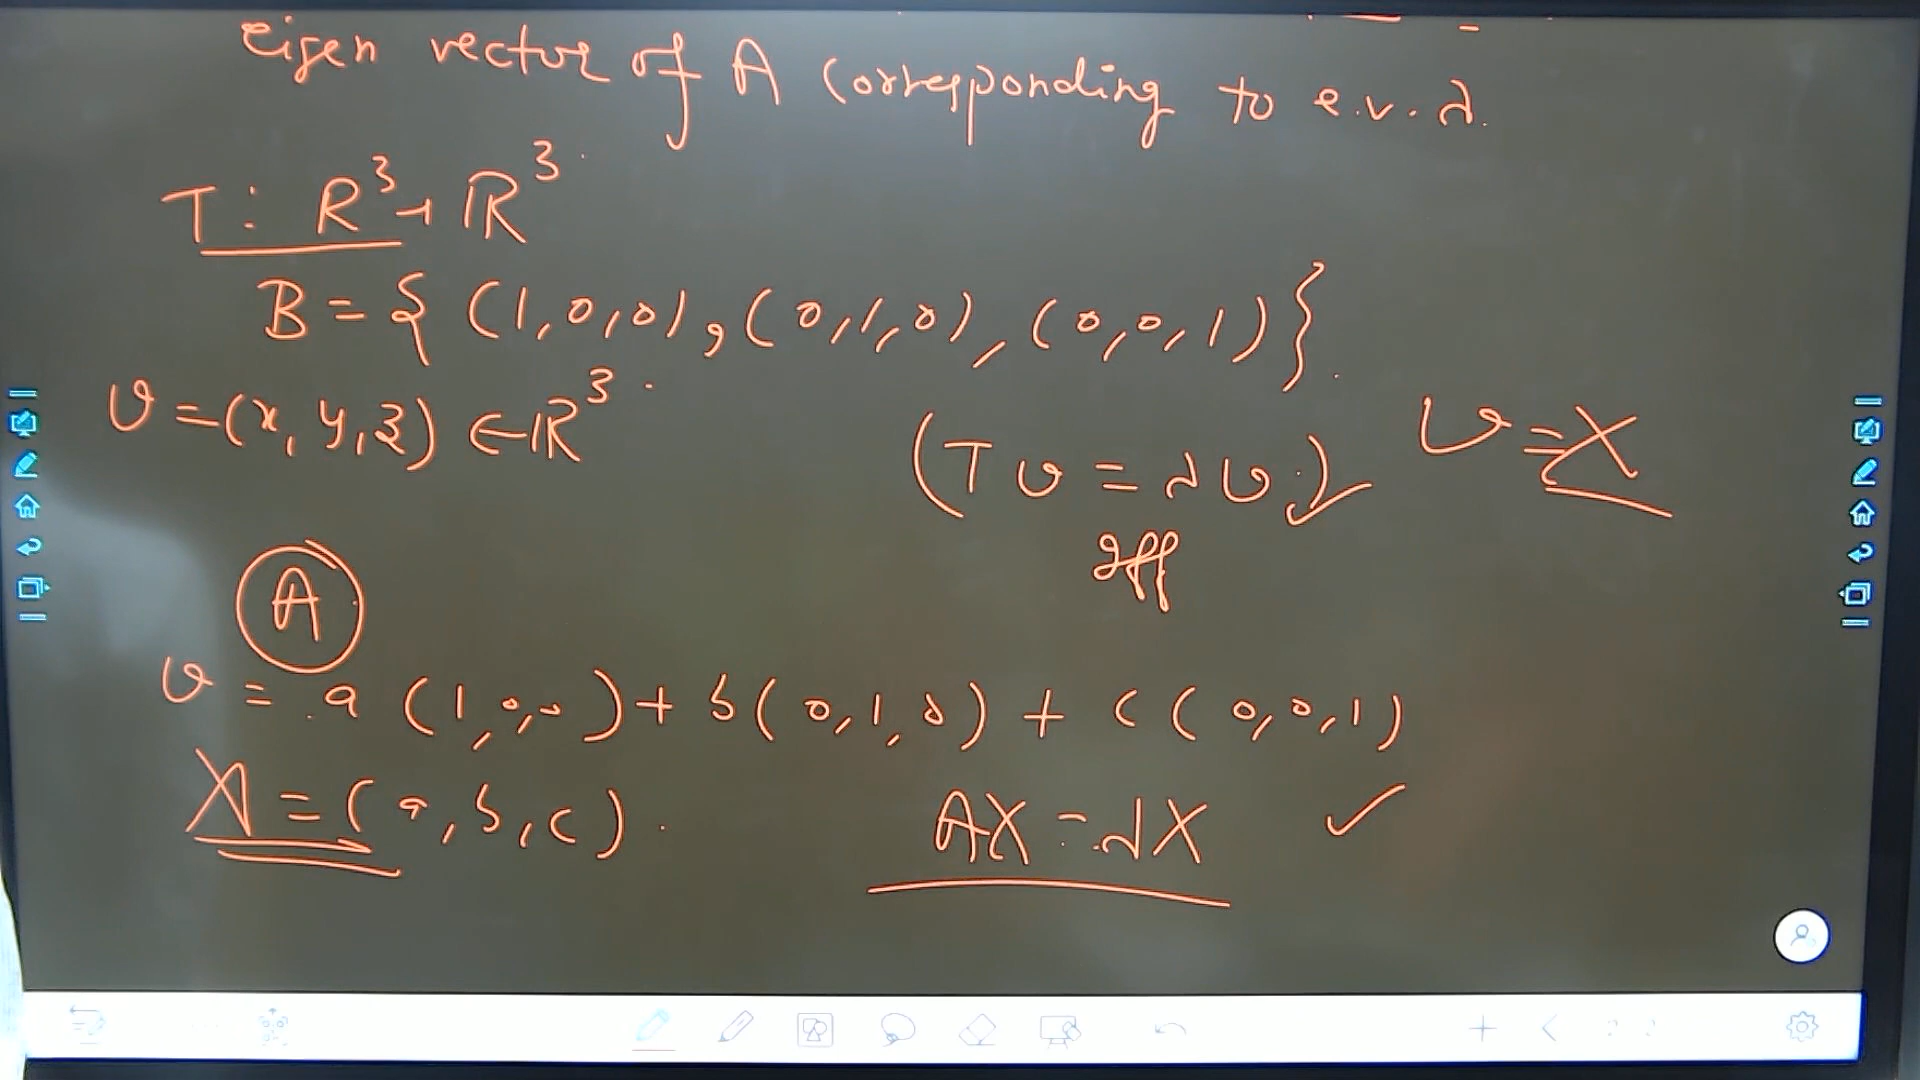 eigen vector of A corresponding to e.v. λ.
T: R³→ℝ³
B = { (1,0,0), (0,1,0), (0,0,1) }.
v = (x, y, z) ∈ ℝ³
(Tv = λv.) ✓
v = X
iff
A
v = a (1,0,0) + b (0,1,0) + c (0,0,1)
X = (a, b, c).
AX = λX ✓